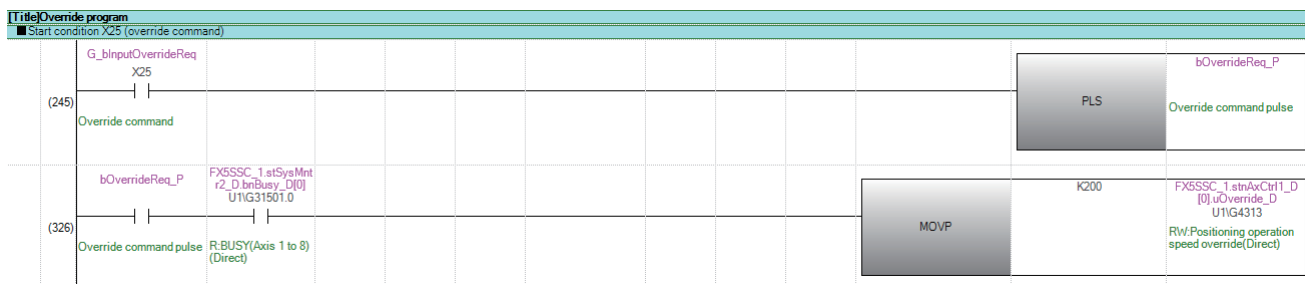 [Title]Override program
■Start condition X25 (override command)
G_bInputOverrideReq
X25
bOverrideReq_P
(245)
PLS
Override command
Override command pulse
bOverrideReq_P
FX5SSC_1.stSysMnt
r2_D.bnBusy_D[0]
U1\G31501.0
K200
FX5SSC_1.stnAxCtrl1_D
[0].uOverride_D
U1\G4313
(326)
MOVP
Override command pulse
R:BUSY(Axis 1 to 8)
(Direct)
RW:Positioning operation
speed override(Direct)